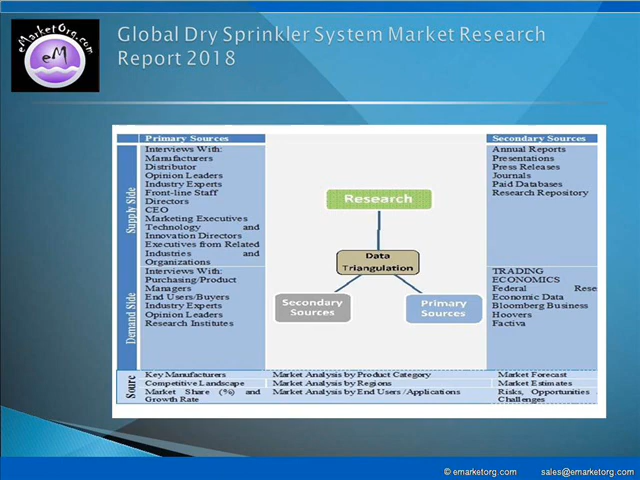 eMarketOrg.com
eM
Global Dry Sprinkler System Market Research
Report 2018
Primary Sources
Secondary Sources
Supply Side
Interviews With:
Manufacturers
Distributor
Opinion Leaders
Industry Experts
Front-line Staff
Directors
CEO
Marketing Executives
Technology and
Innovation Directors
Executives from Related
Industries and
Organizations
Annual Reports
Presentations
Press Releases
Journals
Paid Databases
Research Repository
Research
Data
Triangulation
Secondary
Sources
Primary
Sources
Demand Side
Interviews With:
Purchasing/Product
Managers
End Users/Buyers
Industry Experts
Opinion Leaders
Research Institutes
TRADING
ECONOMICS
Federal Rese
Economic Data
Bloomberg Business
Hoovers
Factiva
Sourc
Key Manufacturers
Competitive Landscape
Market Share (%) and
Growth Rate
Market Analysis by Product Category
Market Analysis by Regions
Market Analysis by End Users /Applications
Market Forecast
Market Estimates
Risks, Opportunities
Challenges
© emarketorg.com sales@emarketorg.com